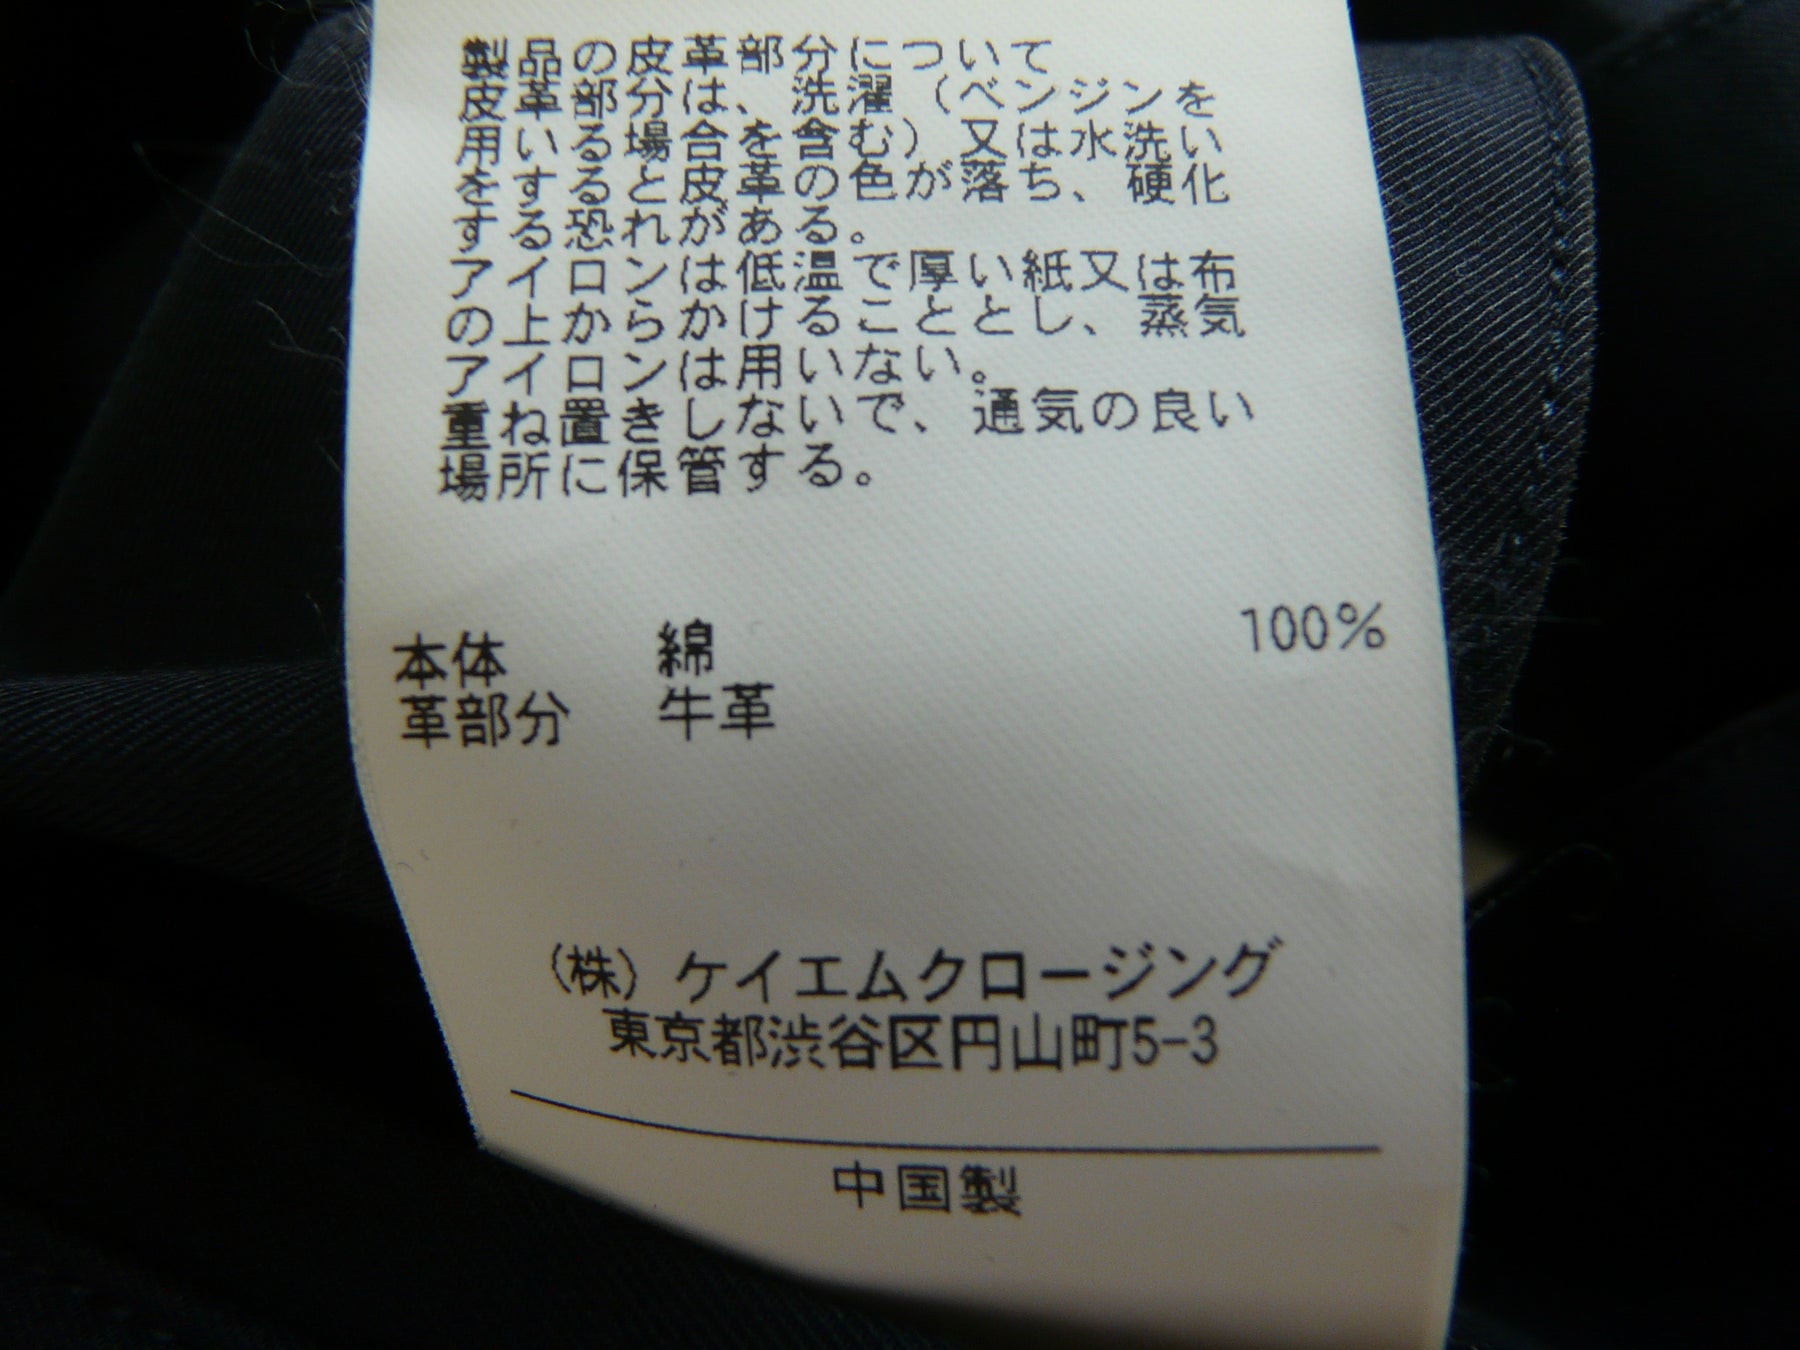 製品の皮革部分について
皮革部分は、洗濯（ベンジンを
用いる場合を含む）又は水洗い
をすると皮革の色が落ち、硬化
する恐れがある。
アイロンは低温で厚い紙又は布
の上からかけることとし、蒸気
アイロンは用いない。
重ね置きしないで、通気の良い
場所に保管する。
本体 綿 100%
革部分 牛革
（株）ケイエムクロージング
東京都渋谷区円山町5-3
中国製